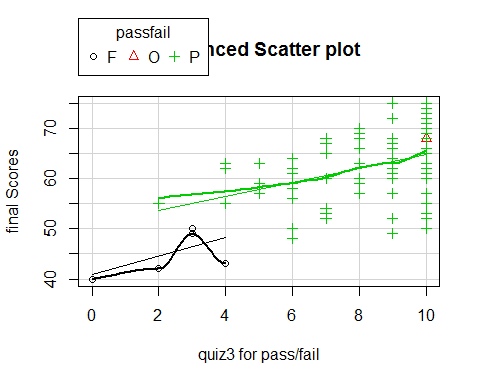 passfail
F O P
nced Scatter plot
70
60
50
40
final Scores
0 2 4 6 8 10
quiz3 for pass/fail